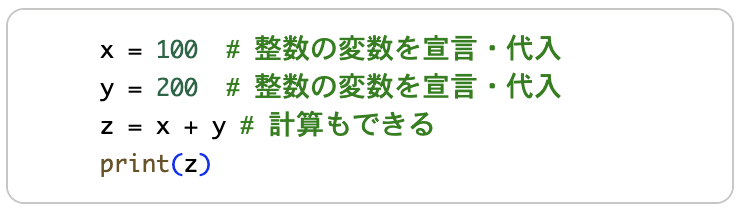 x = 100  # 整数の変数を宣言・代入
y = 200  # 整数の変数を宣言・代入
z = x + y # 計算もできる
print(z)